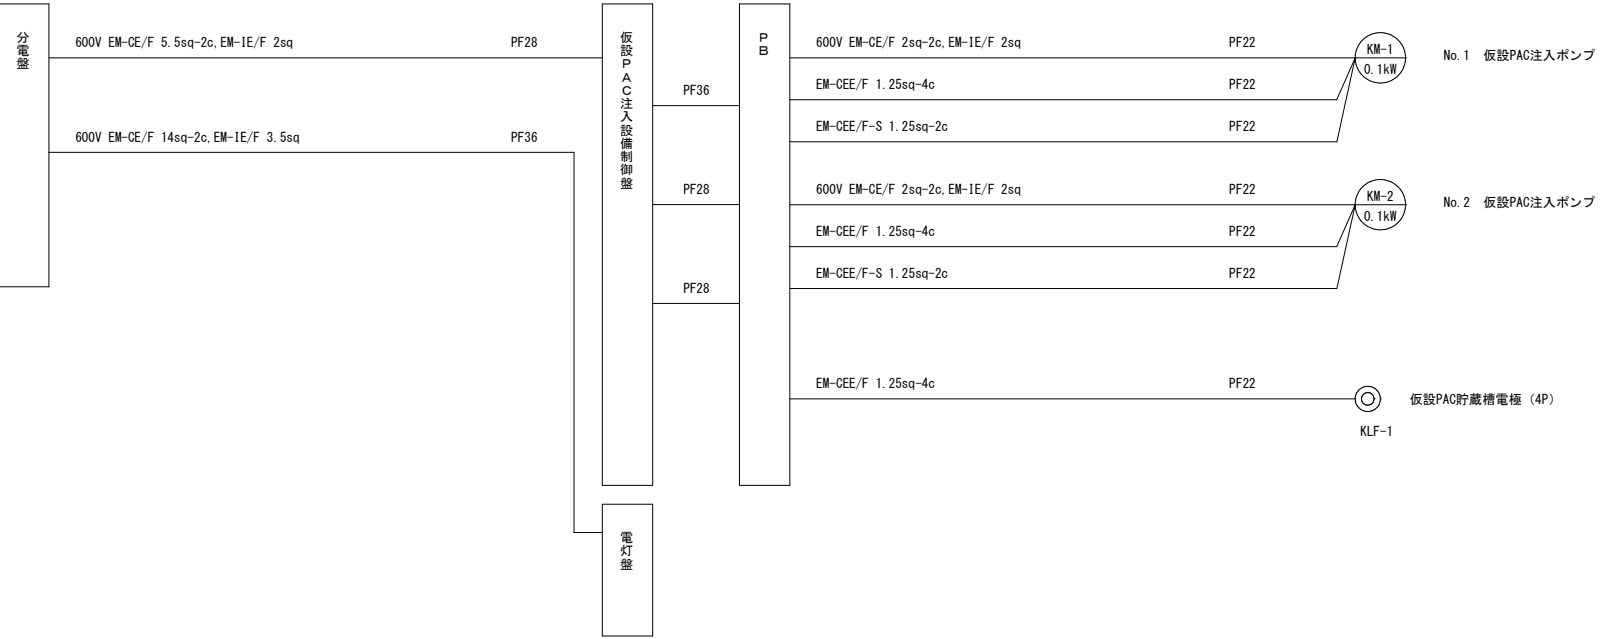 分電盤
600V EM-CE/F 5.5sq-2c,EM-IE/F 2sq PF28
600V EM-CE/F 14sq-2c,EM-IE/F 3.5sq PF36
仮設PAC注入設備制御盤
PF36
PF28
PF28
電灯盤
PB
600V EM-CE/F 2sq-2c,EM-IE/F 2sq PF22
EM-CEE/F 1.25sq-4c PF22
EM-CEE/F-S 1.25sq-2c PF22
KM-1
0.1kW
No.1 仮設PAC注入ポンプ
600V EM-CE/F 2sq-2c,EM-IE/F 2sq PF22
EM-CEE/F 1.25sq-4c PF22
EM-CEE/F-S 1.25sq-2c PF22
KM-2
0.1kW
No.2 仮設PAC注入ポンプ
EM-CEE/F 1.25sq-4c PF22
仮設PAC貯蔵槽電極（4P）
KLF-1